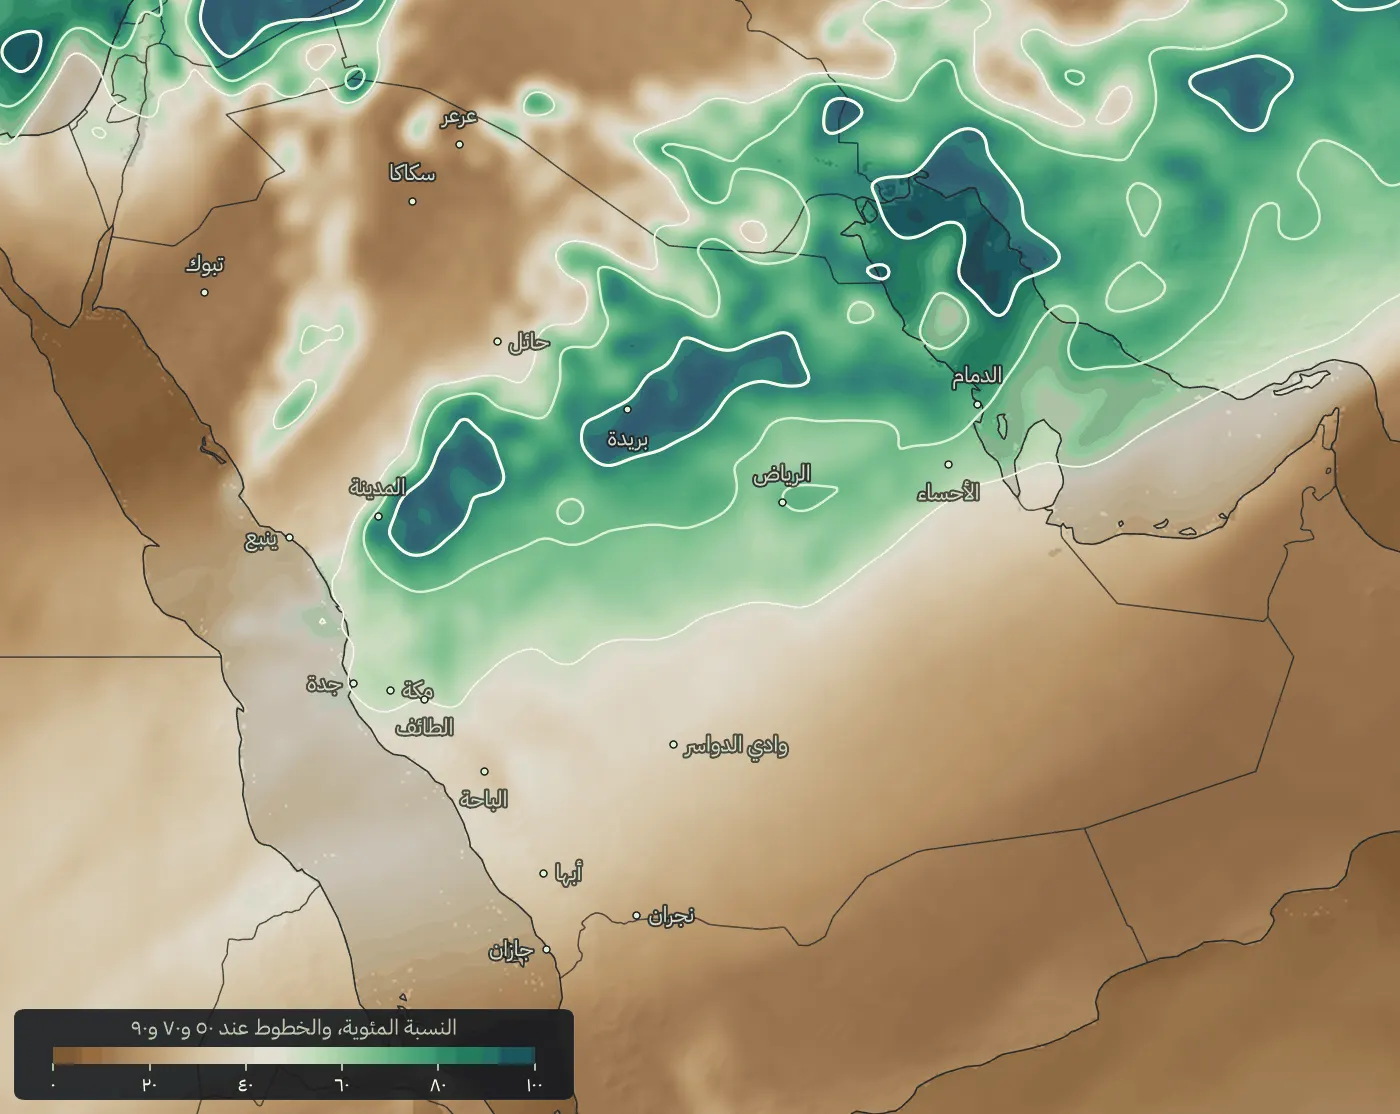 عرعر
سكاكا
تبوك
حائل
الدمام
بريدة
الرياض
المدينة
الأحساء
ينبع
جدة
مكة
الطائف
وادي الدواسر
الباحة
أبها
نجران
جازان
النسبة المئوية، والخطوط عند ٥٠ و٧٠ و٩٠
٠ ٢٠ ٤٠ ٦٠ ٨٠ ١٠٠